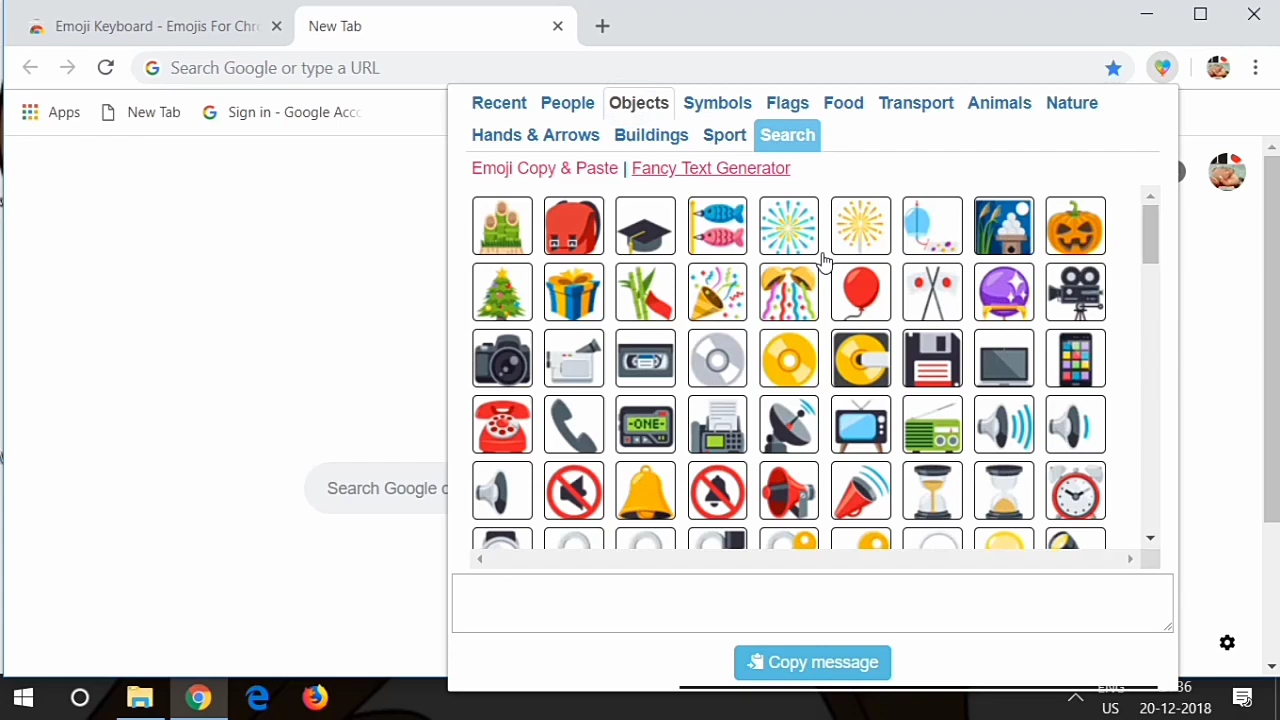 Emoji Keyboard - Emojis For Chr
New Tab
Search Google or type a URL
Apps
New Tab
Sign in - Google Acc
Recent People Objects Symbols Flags Food Transport Animals Nature
Hands & Arrows Buildings Sport Search
Emoji Copy & Paste | Fancy Text Generator
-ONE-
Search Google
Copy message
ENG
US
36
20-12-2018